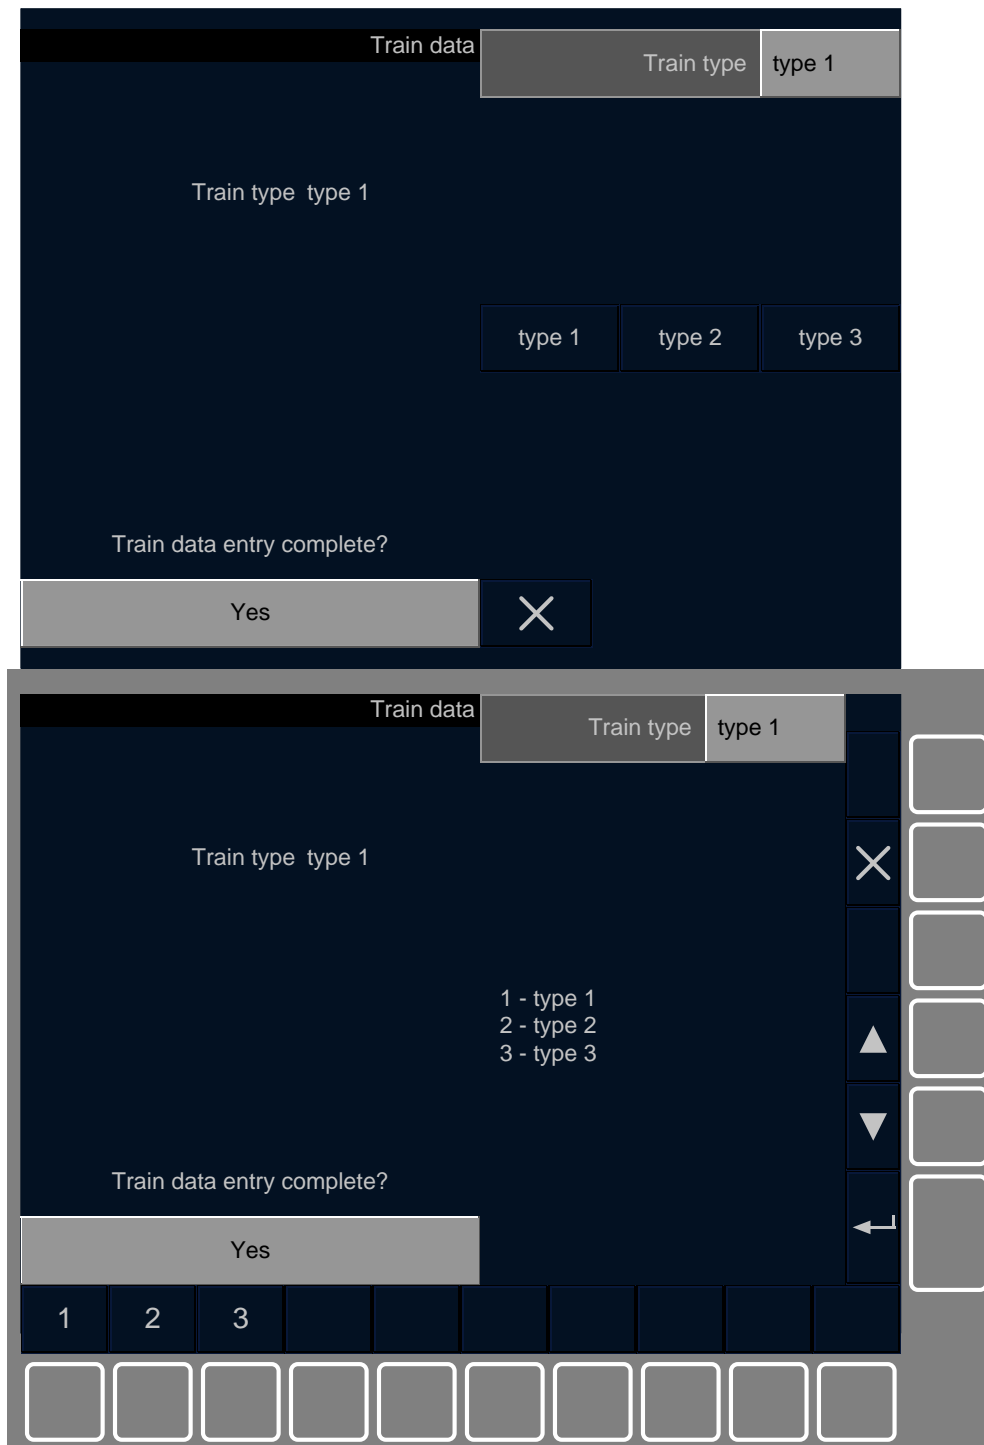 Train data
Train type type 1
Train type type 1
type 1 type 2 type 3
Train data entry complete?
Yes
Train data
Train type type 1
Train type type 1
1 - type 1
2 - type 2
3 - type 3
Train data entry complete?
Yes
1 2 3